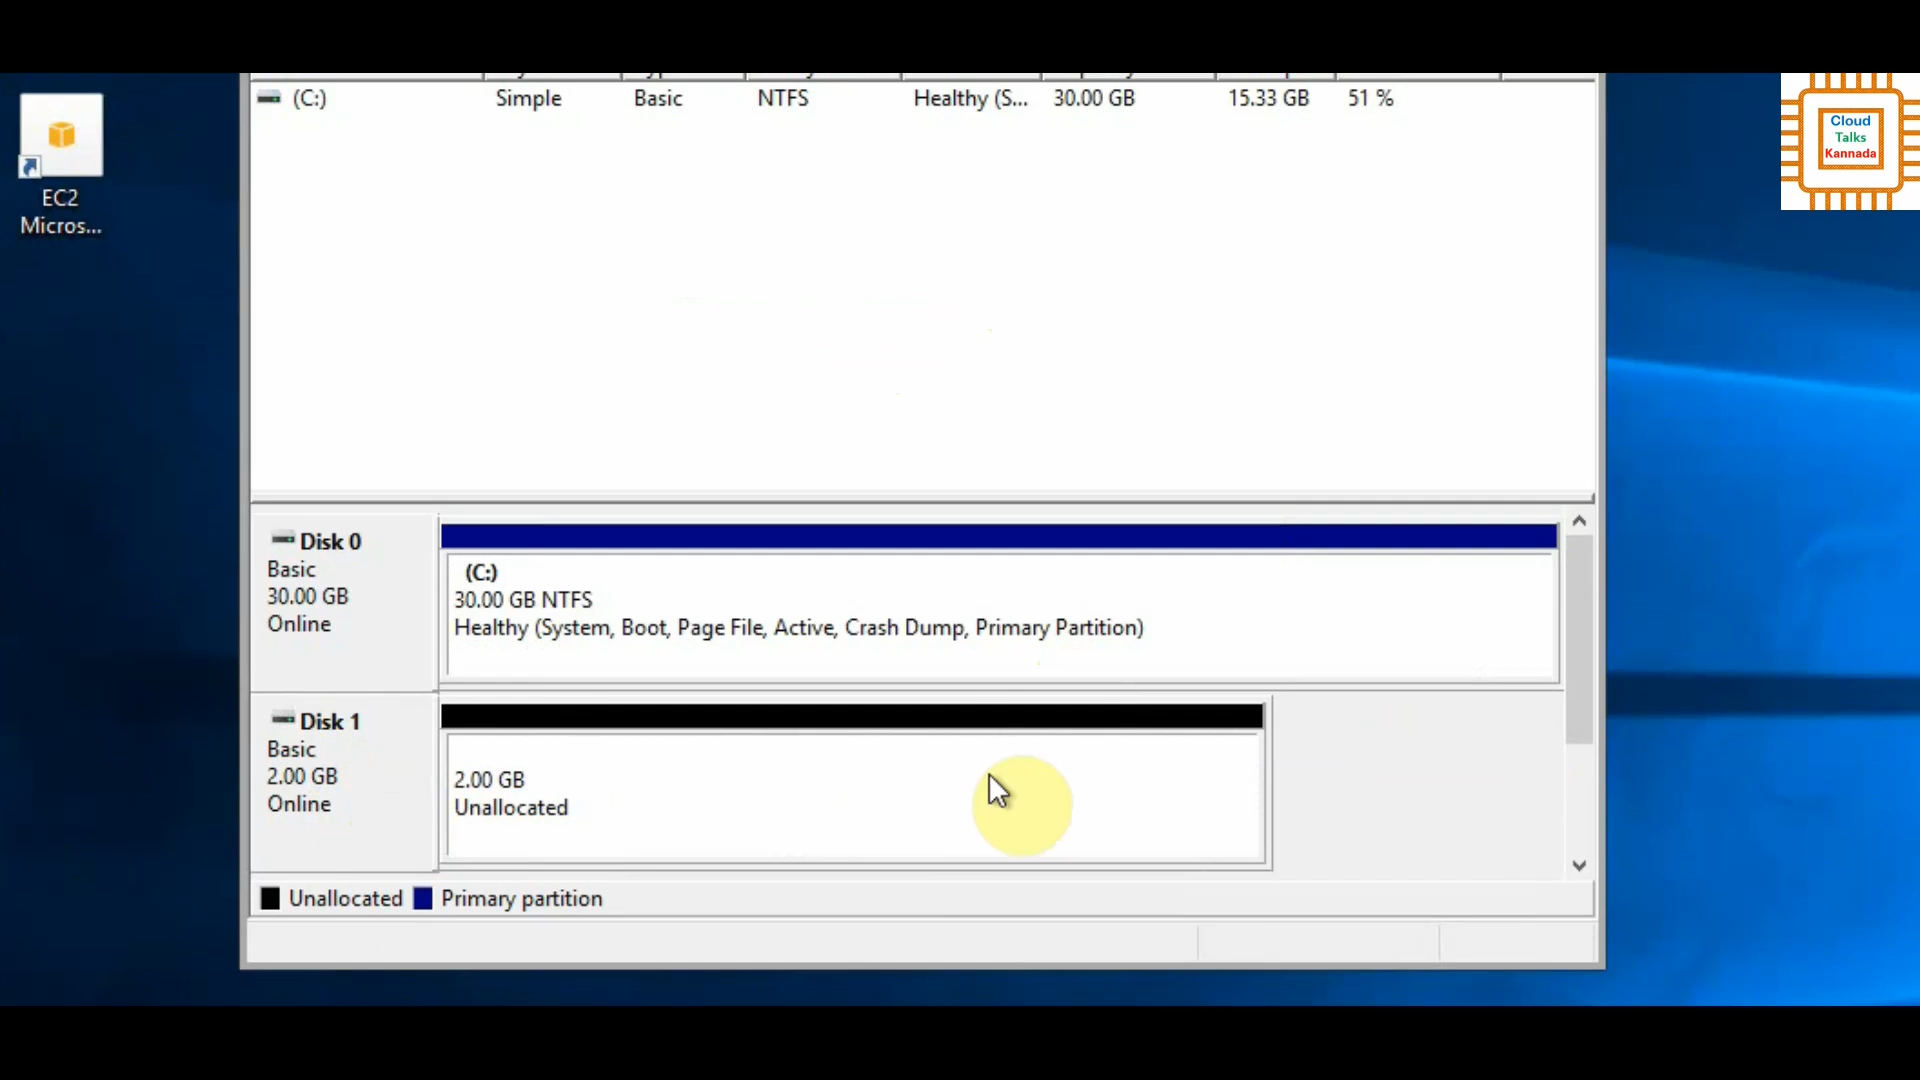 (C:) Simple Basic NTFS Healthy (S... 30.00 GB 15.33 GB 51 %
EC2
Micros...
Cloud
Talks
Kannada
Disk 0
Basic
30.00 GB
Online
(C:)
30.00 GB NTFS
Healthy (System, Boot, Page File, Active, Crash Dump, Primary Partition)
Disk 1
Basic
2.00 GB
Online
2.00 GB
Unallocated
Unallocated Primary partition